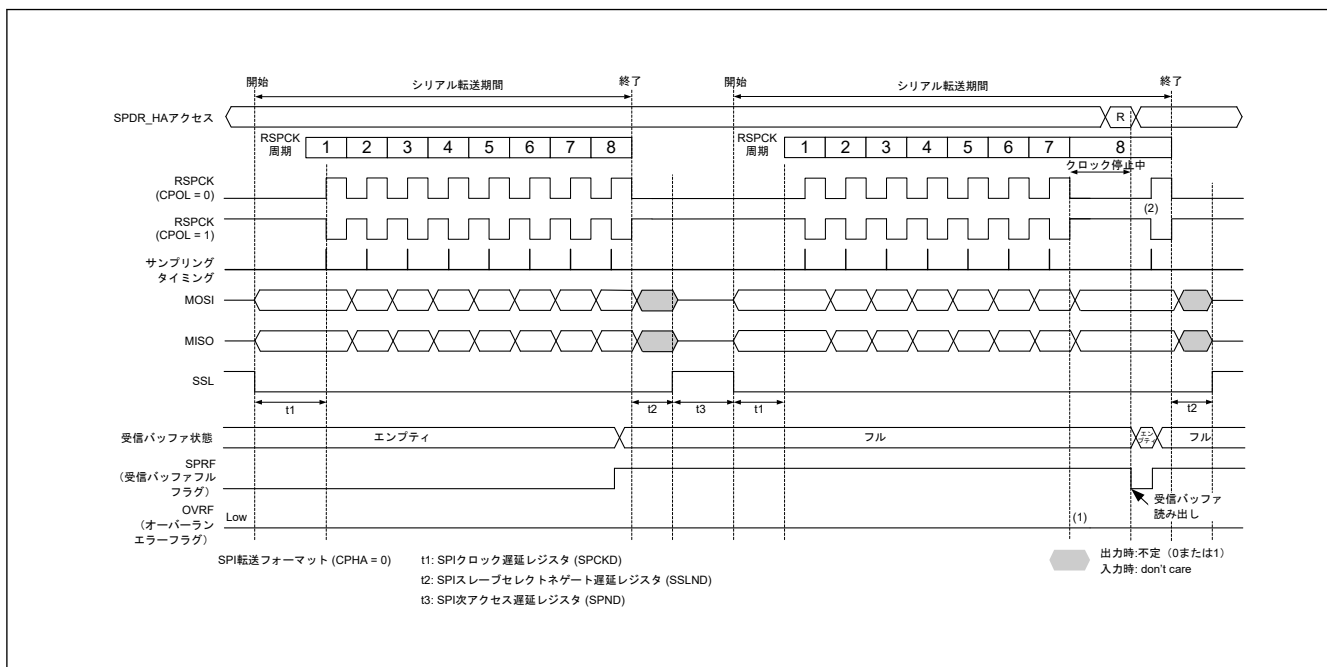 開始 シリアル転送期間 終了 開始 シリアル転送期間 終了
SPDR_HAアクセス R
RSPCK
周期 1 2 3 4 5 6 7 8
RSPCK
周期 1 2 3 4 5 6 7 8
クロック停止中
RSPCK
(CPOL = 0)
(2)
RSPCK
(CPOL = 1)
サンプリング
タイミング
MOSI
MISO
SSL
t1 t2 t3 t1 t2
受信バッファ状態 エンプティ フル エン
プティ フル
SPRF
(受信バッファフル
フラグ)
受信バッファ
読み出し
OVRF
(オーバーラン
エラーフラグ)
Low (1)
SPI転送フォーマット (CPHA = 0)
t1: SPIクロック遅延レジスタ (SPCKD)
t2: SPIスレーブセレクトネゲート遅延レジスタ (SSLND)
t3: SPI次アクセス遅延レジスタ (SPND)
出力時:不定(0または1)
入力時: don't care